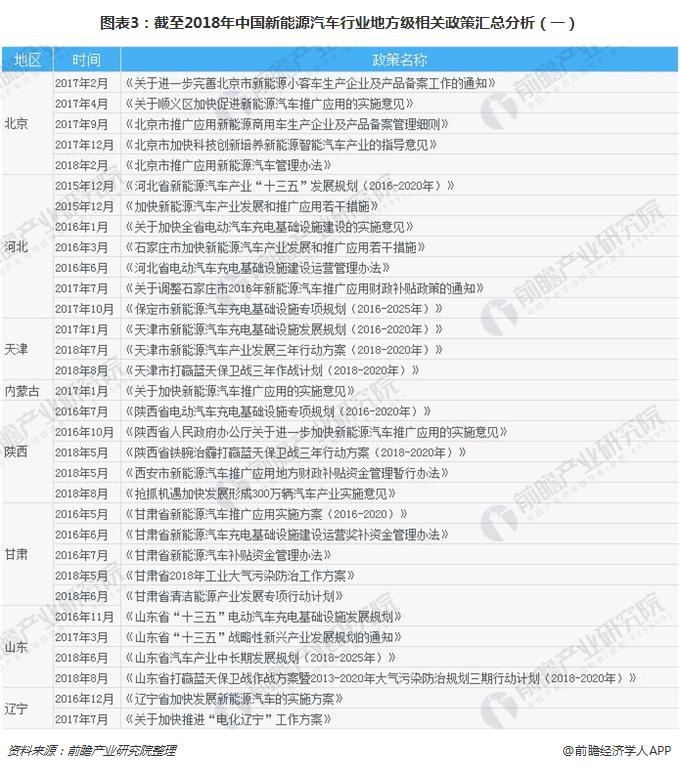 图表3：截至2018年中国新能源汽车行业地方级相关政策汇总分析（一）
地区 时间 政策名称
北京
2017年2月 《关于进一步完善北京市新能源小客车生产企业及产品备案工作的通知》
2017年4月 《关于顺义区加快促进新能源汽车推广应用的实施意见》
2017年9月 《北京市推广应用新能源商用车生产企业及产品备案管理细则》
2017年12月 《北京市加快科技创新培养新能源智能汽车产业的指导意见》
2018年2月 《北京市推广应用新能源汽车管理办法》
河北
2015年12月 《河北省新能源汽车产业“十三五”发展规划（2016-2020年）》
2015年12月 《加快新能源汽车产业发展和推广应用若干措施》
2016年1月 《关于加快全省电动汽车充电基础设施建设的实施意见》
2016年3月 《石家庄市加快新能源汽车产业发展和推广应用若干措施》
2016年6月 《河北省电动汽车充电基础设施建设运营管理办法》
2017年7月 《关于调整石家庄市2016年新能源汽车推广应用财政补贴政策的通知》
2017年10月 《保定市新能源汽车充电基础设施专项规划（2016-2025年）》
天津
2017年1月 《天津市新能源汽车充电基础设施发展规划（2016-2020年）》
2018年7月 《天津市新能源汽车产业发展三年行动方案（2018-2020年）》
2018年8月 《天津市打赢蓝天保卫战三年作战计划（2018-2020年）》
内蒙古 2017年1月 《关于加快新能源汽车推广应用的实施意见》
陕西
2016年7月 《陕西省电动汽车充电基础设施专项规划（2016-2020年）》
2016年10月 《陕西省人民政府办公厅关于进一步加快新能源汽车推广应用的实施意见》
2018年5月 《陕西省铁腕治霾打赢蓝天保卫战三年行动方案（2018-2020年）》
2018年5月 《西安市新能源汽车推广应用地方财政补贴资金管理暂行办法》
2018年8月 《抢抓机遇加快发展形成300万辆汽车产业实施意见》
甘肃
2016年5月 《甘肃省新能源汽车推广应用实施方案（2016-2020）》
2016年6月 《甘肃省新能源汽车充电基础设施建设运营奖补资金管理办法》
2016年7月 《甘肃省新能源汽车补贴资金管理办法》
2018年5月 《甘肃省2018年工业大气污染防治工作方案》
2018年6月 《甘肃省清洁能源产业发展专项行动计划》
山东
2016年11月 《山东省“十三五”电动汽车充电基础设施发展规划》
2017年3月 《山东省“十三五”战略性新兴产业发展规划的通知》
2018年6月 《山东省汽车产业中长期发展规划（2018-2025年）》
2018年8月 《山东省打赢蓝天保卫战作战方案暨2013-2020年大气污染防治规划三期行动计划（2018-2020年）》
辽宁
2016年12月 《辽宁省加快发展新能源汽车的实施方案》
2017年7月 《关于加快推进“电化辽宁”工作方案》
资料来源：前瞻产业研究院整理 @前瞻经济学人APP
前瞻产业研究院